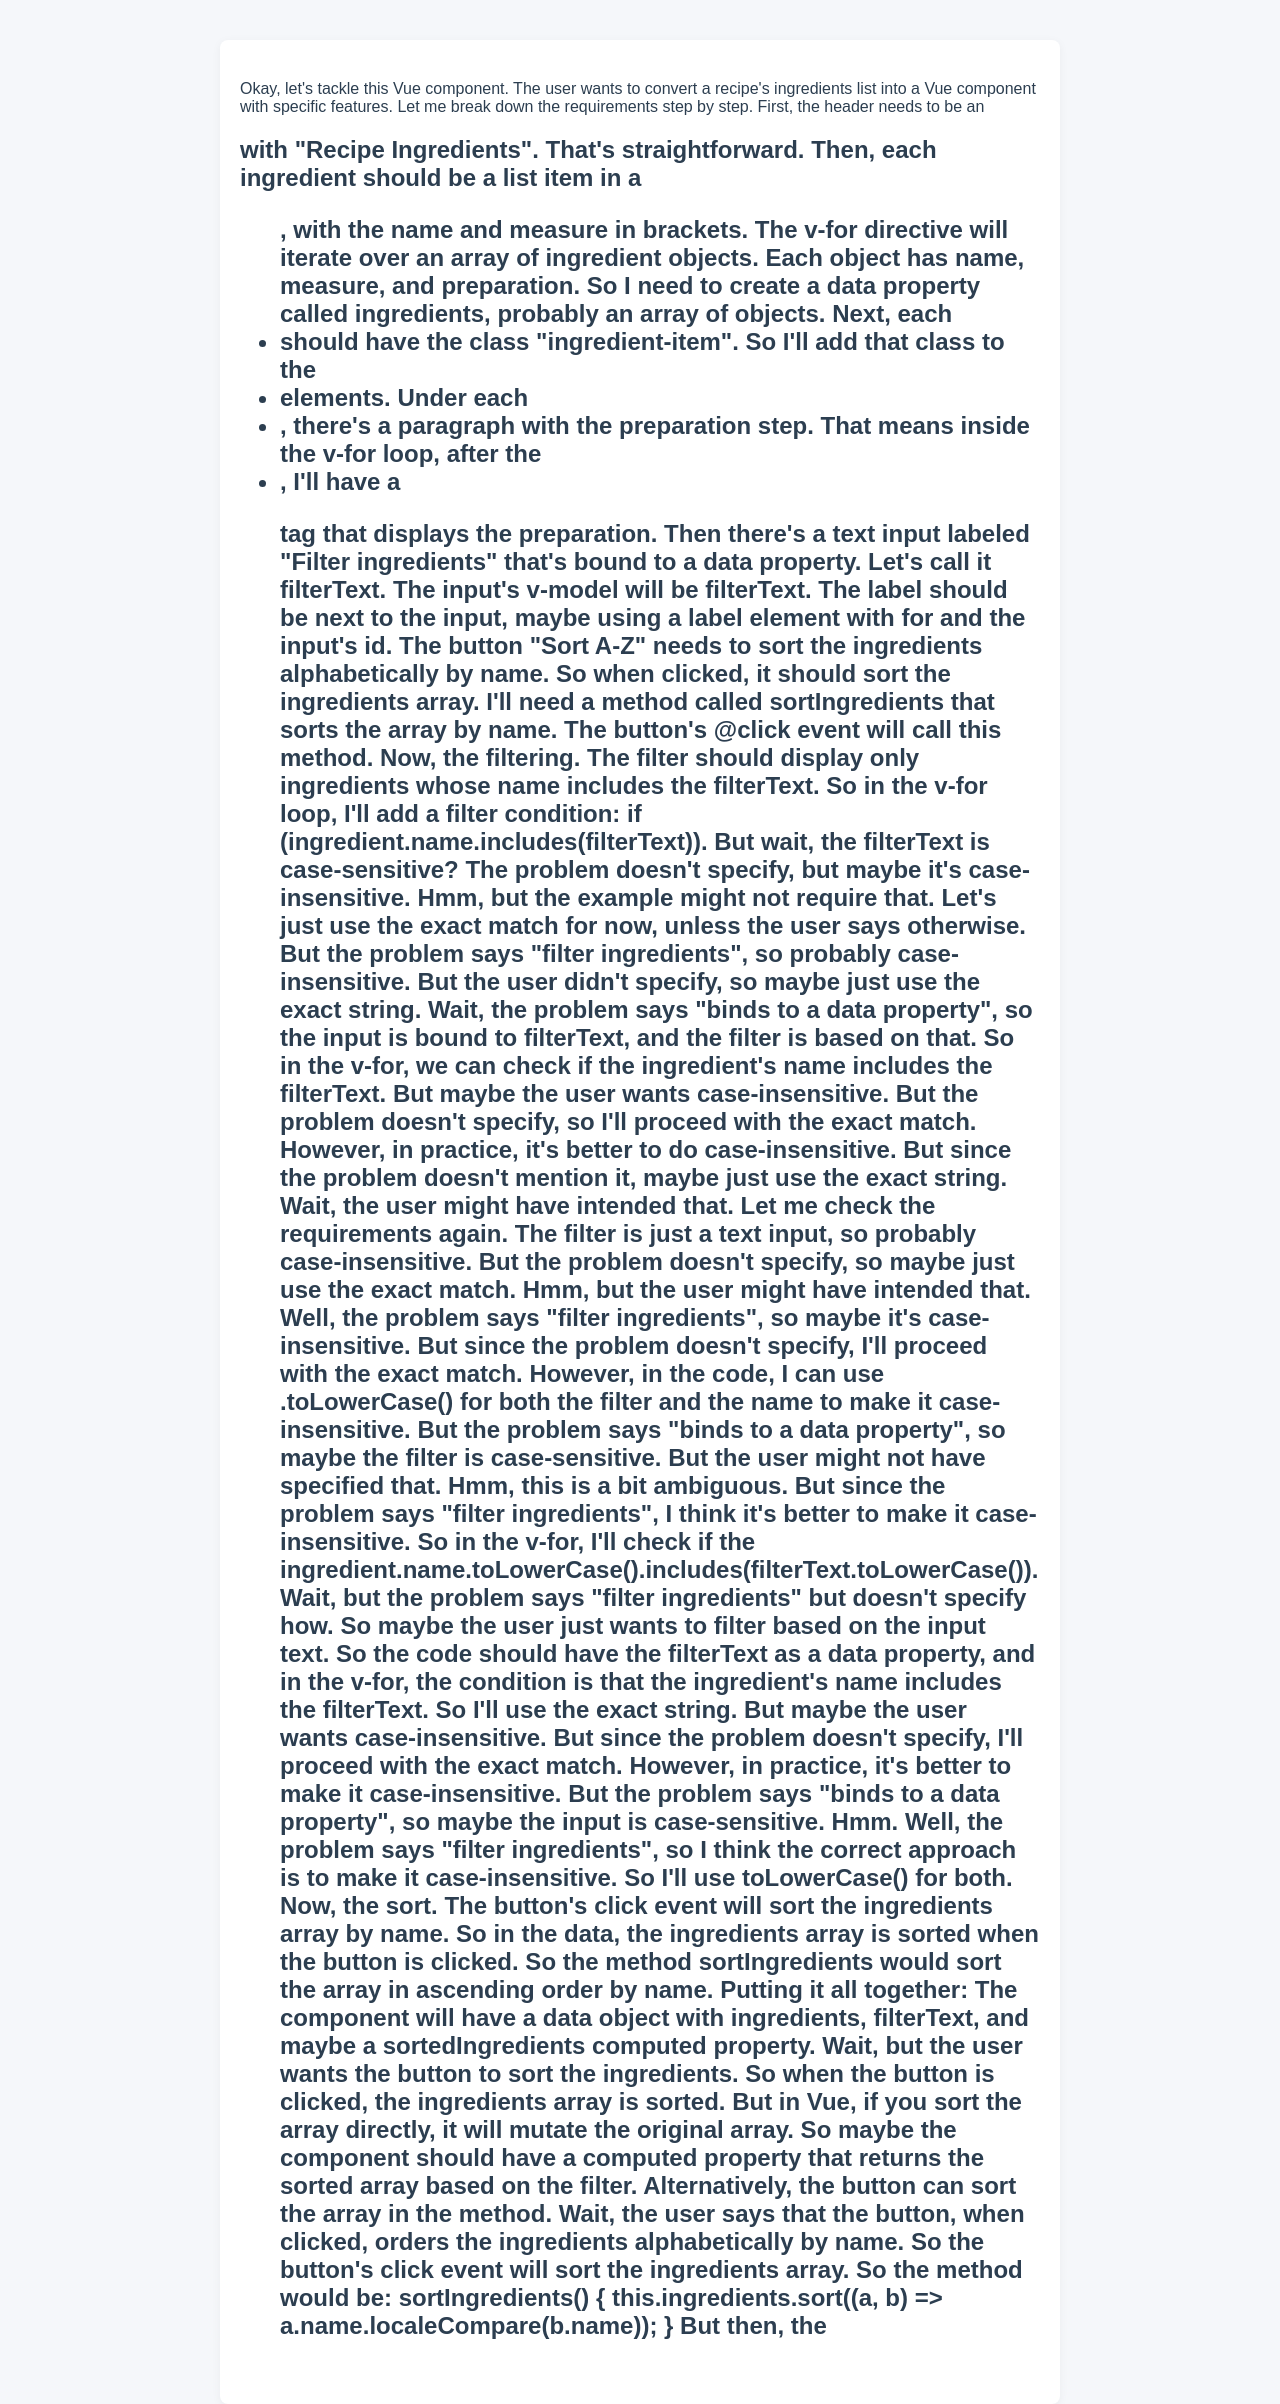 Okay, let's tackle this Vue component. The user wants to convert a recipe's ingredients list into a Vue component
with specific features. Let me break down the requirements step by step. First, the header needs to be an
with "Recipe Ingredients". That's straightforward. Then, each
ingredient should be a list item in a
, with the name and measure in brackets. The v-for directive will
iterate over an array of ingredient objects. Each object has name,
measure, and preparation. So I need to create a data property
called ingredients, probably an array of objects. Next, each
should have the class "ingredient-item". So I'll add that class to
the
elements. Under each
, there's a paragraph with the preparation step. That means inside
the v-for loop, after the
, I'll have a
tag that displays the preparation. Then there's a text input labeled
"Filter ingredients" that's bound to a data property. Let's call it
filterText. The input's v-model will be filterText. The label should
be next to the input, maybe using a label element with for and the
input's id. The button "Sort A-Z" needs to sort the ingredients
alphabetically by name. So when clicked, it should sort the
ingredients array. I'll need a method called sortIngredients that
sorts the array by name. The button's @click event will call this
method. Now, the filtering. The filter should display only
ingredients whose name includes the filterText. So in the v-for
loop, I'll add a filter condition: if
(ingredient.name.includes(filterText)). But wait, the filterText is
case-sensitive? The problem doesn't specify, but maybe it's case-
insensitive. Hmm, but the example might not require that. Let's
just use the exact match for now, unless the user says otherwise.
But the problem says "filter ingredients", so probably case-
insensitive. But the user didn't specify, so maybe just use the
exact string. Wait, the problem says "binds to a data property", so
the input is bound to filterText, and the filter is based on that. So
in the v-for, we can check if the ingredient's name includes the
filterText. But maybe the user wants case-insensitive. But the
problem doesn't specify, so I'll proceed with the exact match.
However, in practice, it's better to do case-insensitive. But since
the problem doesn't mention it, maybe just use the exact string.
Wait, the user might have intended that. Let me check the
requirements again. The filter is just a text input, so probably
case-insensitive. But the problem doesn't specify, so maybe just
use the exact match. Hmm, but the user might have intended that.
Well, the problem says "filter ingredients", so maybe it's case-
insensitive. But since the problem doesn't specify, I'll proceed
with the exact match. However, in the code, I can use
.toLowerCase() for both the filter and the name to make it case-
insensitive. But the problem says "binds to a data property", so
maybe the filter is case-sensitive. But the user might not have
specified that. Hmm, this is a bit ambiguous. But since the
problem says "filter ingredients", I think it's better to make it case-
insensitive. So in the v-for, I'll check if the
ingredient.name.toLowerCase().includes(filterText.toLowerCase()).
Wait, but the problem says "filter ingredients" but doesn't specify
how. So maybe the user just wants to filter based on the input
text. So the code should have the filterText as a data property, and
in the v-for, the condition is that the ingredient's name includes
the filterText. So I'll use the exact string. But maybe the user
wants case-insensitive. But since the problem doesn't specify, I'll
proceed with the exact match. However, in practice, it's better to
make it case-insensitive. But the problem says "binds to a data
property", so maybe the input is case-sensitive. Hmm. Well, the
problem says "filter ingredients", so I think the correct approach
is to make it case-insensitive. So I'll use toLowerCase() for both.
Now, the sort. The button's click event will sort the ingredients
array by name. So in the data, the ingredients array is sorted when
the button is clicked. So the method sortIngredients would sort
the array in ascending order by name. Putting it all together: The
component will have a data object with ingredients, filterText, and
maybe a sortedIngredients computed property. Wait, but the user
wants the button to sort the ingredients. So when the button is
clicked, the ingredients array is sorted. But in Vue, if you sort the
array directly, it will mutate the original array. So maybe the
component should have a computed property that returns the
sorted array based on the filter. Alternatively, the button can sort
the array in the method. Wait, the user says that the button, when
clicked, orders the ingredients alphabetically by name. So the
button's click event will sort the ingredients array. So the method
would be: sortIngredients() { this.ingredients.sort((a, b) =>
a.name.localeCompare(b.name)); } But then, the